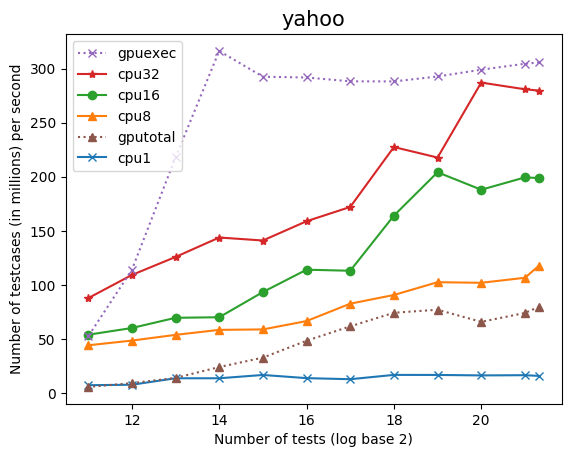 yahoo
gpuexec
cpu32
cpu16
cpu8
gputotal
cpu1
Number of testcases (in millions) per second
300
250
200
150
100
50
0
12
14
16
18
20
Number of tests (log base 2)